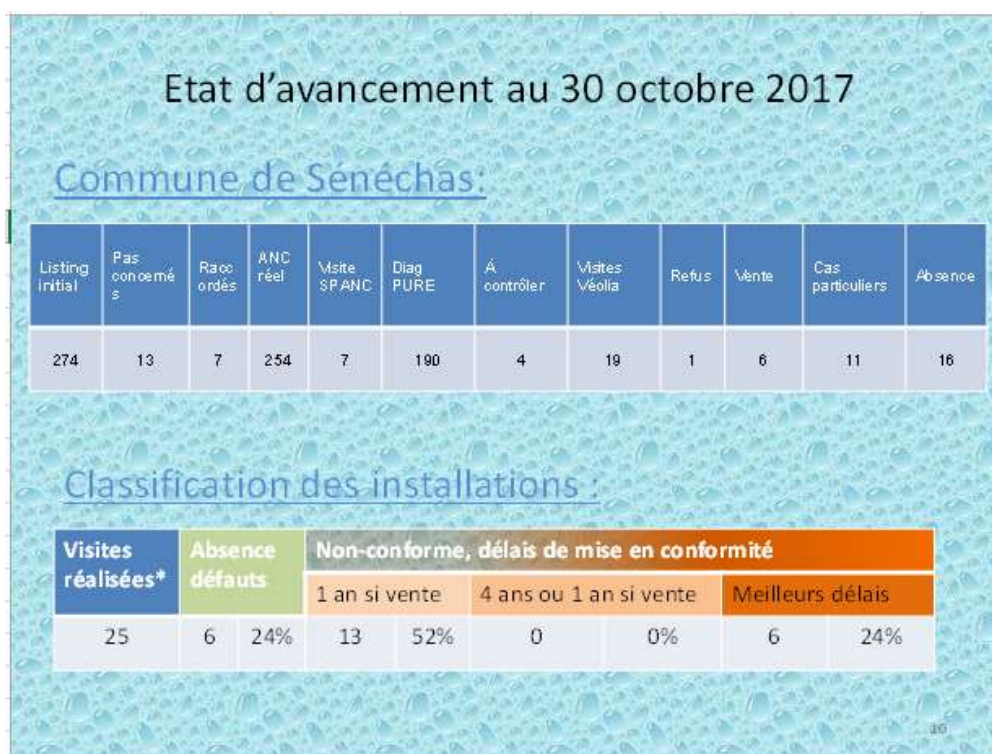 Etat d’avancement au 30 octobre 2017
Commune de Sénéchas:
Listing initial Pas concernés Raccordés ANC réel Visite SPANC Diag PURE Á contrôler Visites Véolia Refus Vente Cas particuliers Absence
274 13 7 254 7 190 4 19 1 6 11 16
Classification des installations :
Visites réalisées* Absence défauts Non-conforme, délais de mise en conformité
1 an si vente 4 ans ou 1 an si vente Meilleurs délais
25 6 24% 13 52% 0 0% 6 24%
16